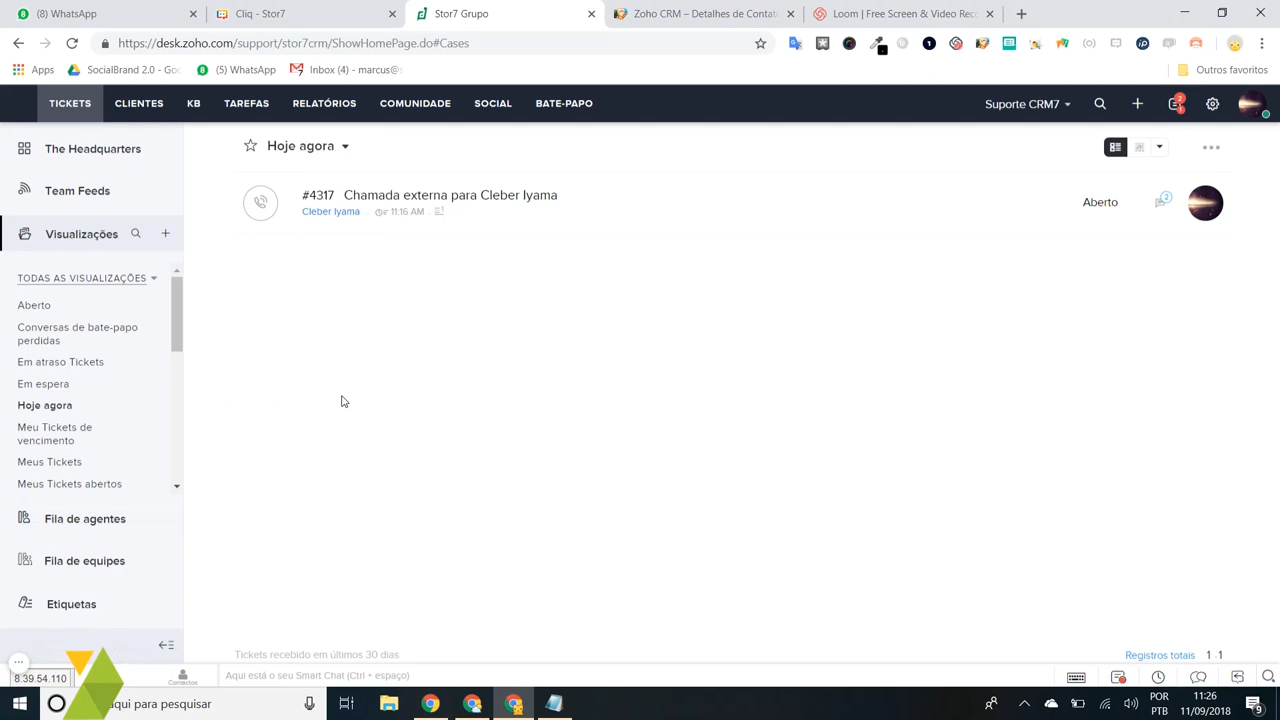 (8) WhatsApp
Cliq - Stor7
Stor7 Grupo
Zoho CRM – Detalhes de Contat
Loom | Free Screen & Video Rec
https://desk.zoho.com/support/stor7crm/ShowHomePage.do#Cases
Apps
SocialBrand 2.0 - Go
(5) WhatsApp
Inbox (4) - marcus@s
Outros favoritos
TICKETS CLIENTES KB TAREFAS RELATÓRIOS COMUNIDADE SOCIAL BATE-PAPO
Suporte CRM7
2
1
The Headquarters
Team Feeds
Visualizações
TODAS AS VISUALIZAÇÕES
Aberto
Conversas de bate-papo
perdidas
Em atraso Tickets
Em espera
Hoje agora
Meu Tickets de
vencimento
Meus Tickets
Meus Tickets abertos
Fila de agentes
Fila de equipes
Etiquetas
Hoje agora
#4317 Chamada externa para Cleber Iyama
Cleber Iyama
11:16 AM
Aberto
2
Tickets recebido em últimos 30 dias
Registros totais 1 1
8.39.54.110
Contactos
Aqui está o seu Smart Chat (Ctrl + espaço)
aqui para pesquisar
POR
PTB
11:26
11/09/2018
9